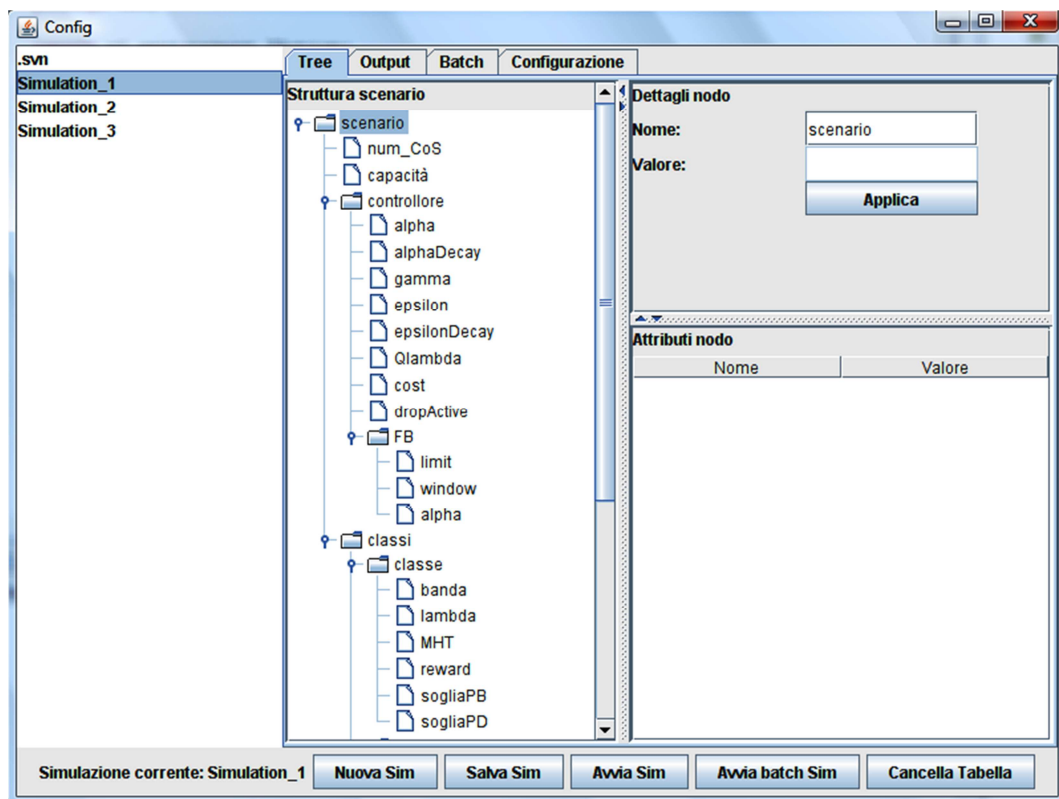 Config
.svn
Simulation_1
Simulation_2
Simulation_3
Tree Output Batch Configurazione
Struttura scenario
scenario
num_CoS
capacità
controllore
alpha
alphaDecay
gamma
epsilon
epsilonDecay
Qlambda
cost
dropActive
FB
limit
window
alpha
classi
classe
banda
lambda
MHT
reward
sogliaPB
sogliaPD
Dettagli nodo
Nome: scenario
Valore:
Applica
Attributi nodo
Nome Valore
Simulazione corrente: Simulation_1 Nuova Sim Salva Sim Avvia Sim Avvia batch Sim Cancella Tabella